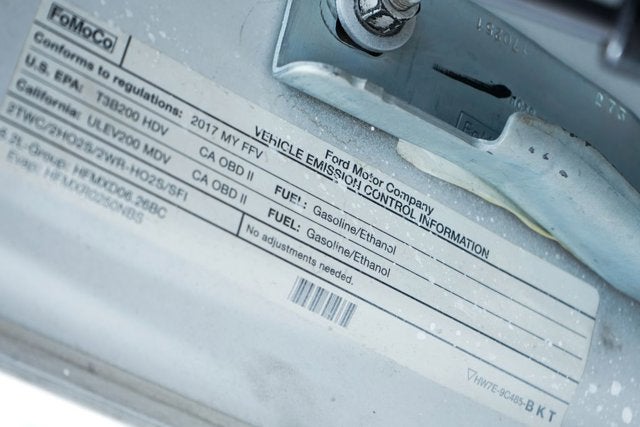 FoMoCo
Ford Motor Company
VEHICLE EMISSION CONTROL INFORMATION
Conforms to regulations: 2017 MY FFV
U.S. EPA: T3B200 HDV CA OBD II FUEL: Gasoline/Ethanol
California: ULEV200 MDV CA OBD II FUEL: Gasoline/Ethanol
2TWC/2HO2S/2WR-HO2S/SFI No adjustments needed.
6.2L-Group: HFMXD06.26BC
Evap:
HW7E-9C485-BKT